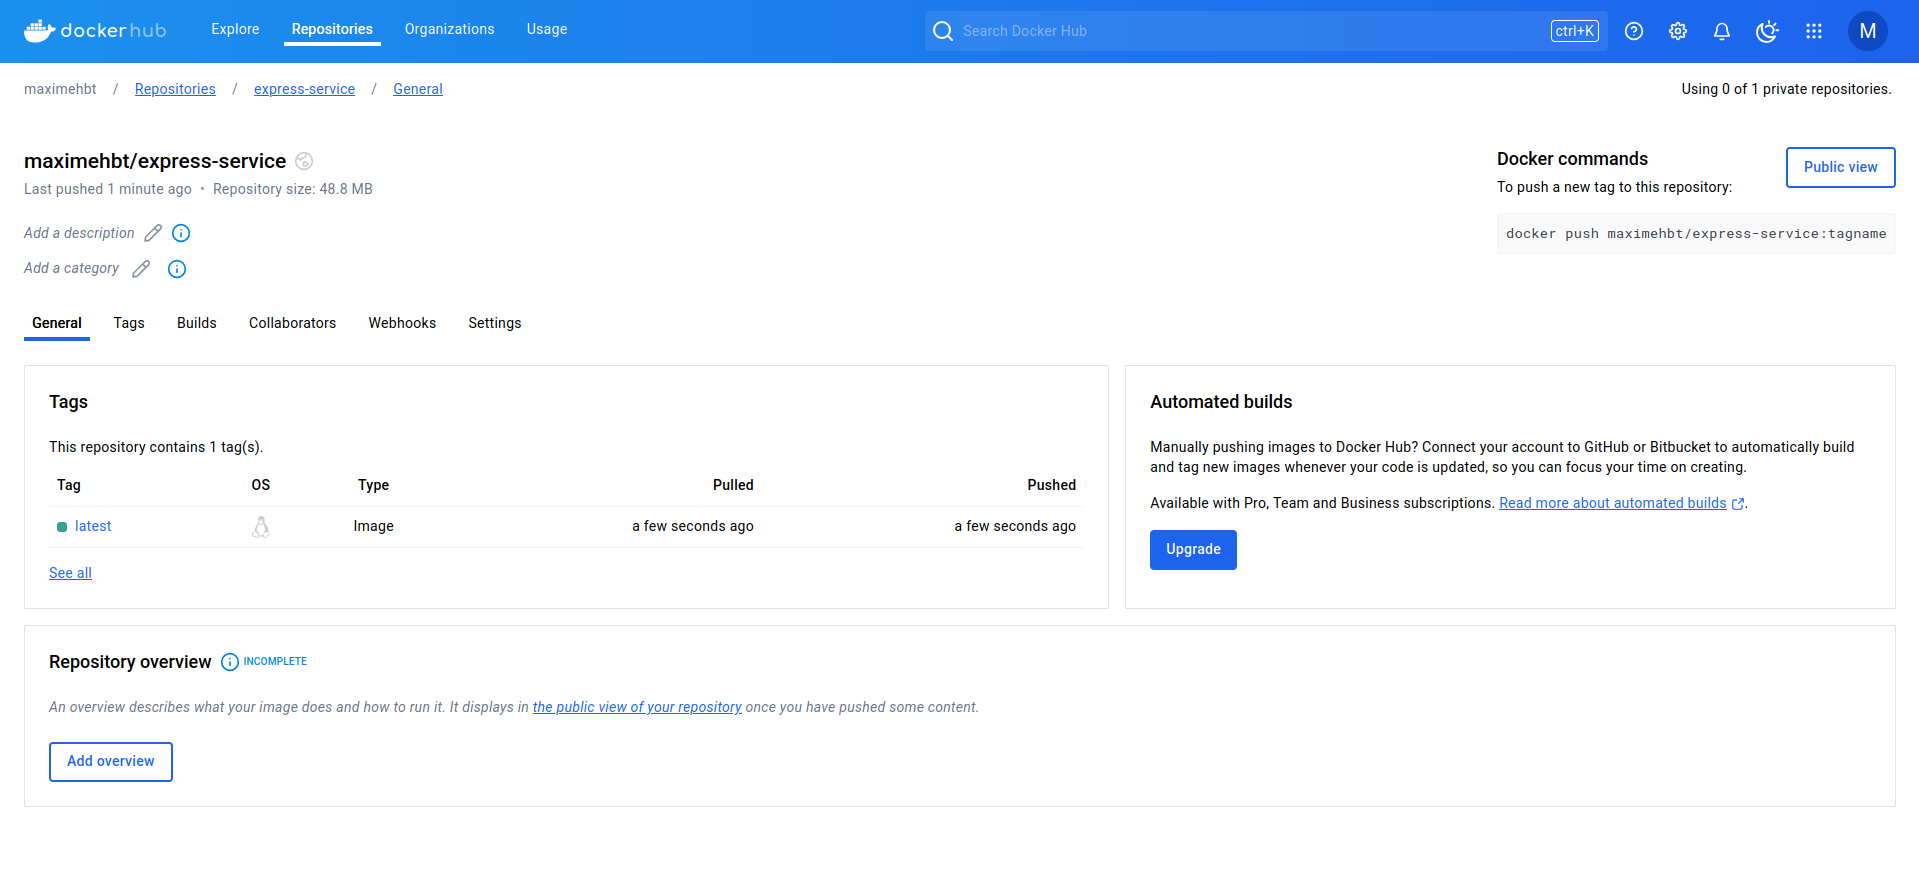 dockerhub Explore Repositories Organizations Usage Search Docker Hub ctrl+K M
maximehbt / Repositories / express-service / General Using 0 of 1 private repositories.
maximehbt/express-service
Last pushed 1 minute ago • Repository size: 48.8 MB
Add a description
Add a category
Docker commands
Public view
To push a new tag to this repository:
docker push maximehbt/express-service:tagname
General Tags Builds Collaborators Webhooks Settings
Tags
This repository contains 1 tag(s).
Tag OS Type Pulled Pushed
latest Image a few seconds ago a few seconds ago
See all
Automated builds
Manually pushing images to Docker Hub? Connect your account to GitHub or Bitbucket to automatically build
and tag new images whenever your code is updated, so you can focus your time on creating.
Available with Pro, Team and Business subscriptions. Read more about automated builds.
Upgrade
Repository overview INCOMPLETE
An overview describes what your image does and how to run it. It displays in the public view of your repository once you have pushed some content.
Add overview